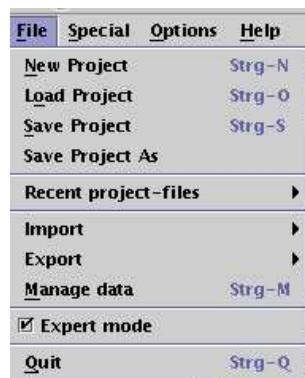 File Special Options Help
New Project Strg-N
Load Project Strg-O
Save Project Strg-S
Save Project As
Recent project-files
Import
Export
Manage data Strg-M
Expert mode
Quit Strg-Q